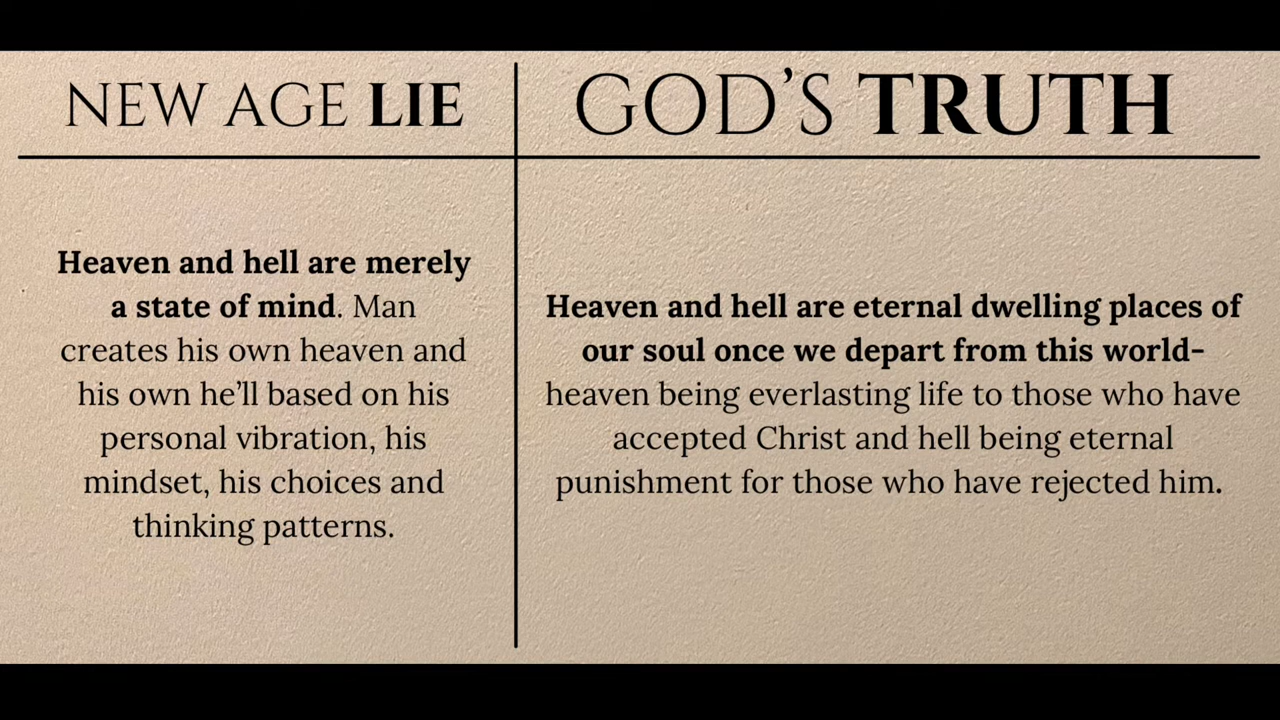 NEW AGE LIE
GOD'S TRUTH
Heaven and hell are merely
a state of mind. Man
creates his own heaven and
his own he'll based on his
personal vibration, his
mindset, his choices and
thinking patterns.
Heaven and hell are eternal dwelling places of
our soul once we depart from this world-
heaven being everlasting life to those who have
accepted Christ and hell being eternal
punishment for those who have rejected him.